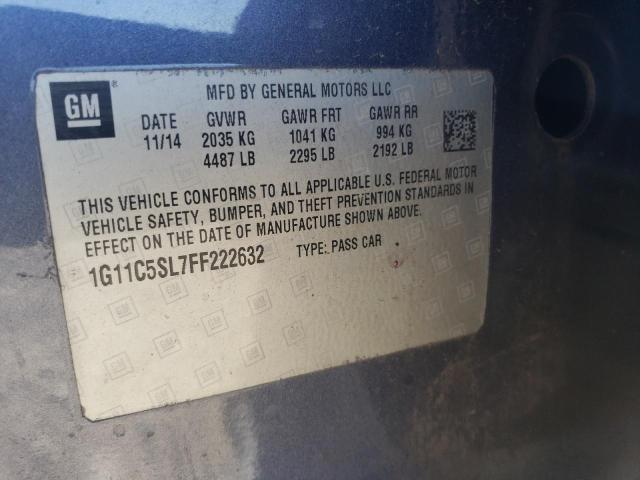 GM ® MFD BY GENERAL MOTORS LLC
DATE GVWR GAWR FRT GAWR RR
11/14 2035 KG 1041 KG 994 KG
4487 LB 2295 LB 2192 LB
THIS VEHICLE CONFORMS TO ALL APPLICABLE U.S. FEDERAL MOTOR
VEHICLE SAFETY, BUMPER, AND THEFT PREVENTION STANDARDS IN
EFFECT ON THE DATE OF MANUFACTURE SHOWN ABOVE.
1G11C5SL7FF222632 TYPE: PASS CAR